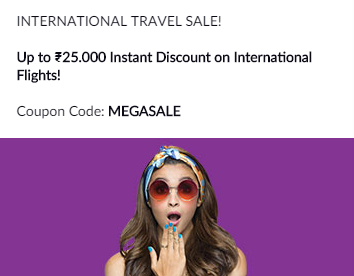 INTERNATIONAL TRAVEL SALE!
Up to ₹25.000 Instant Discount on International
Flights!
Coupon Code: MEGASALE